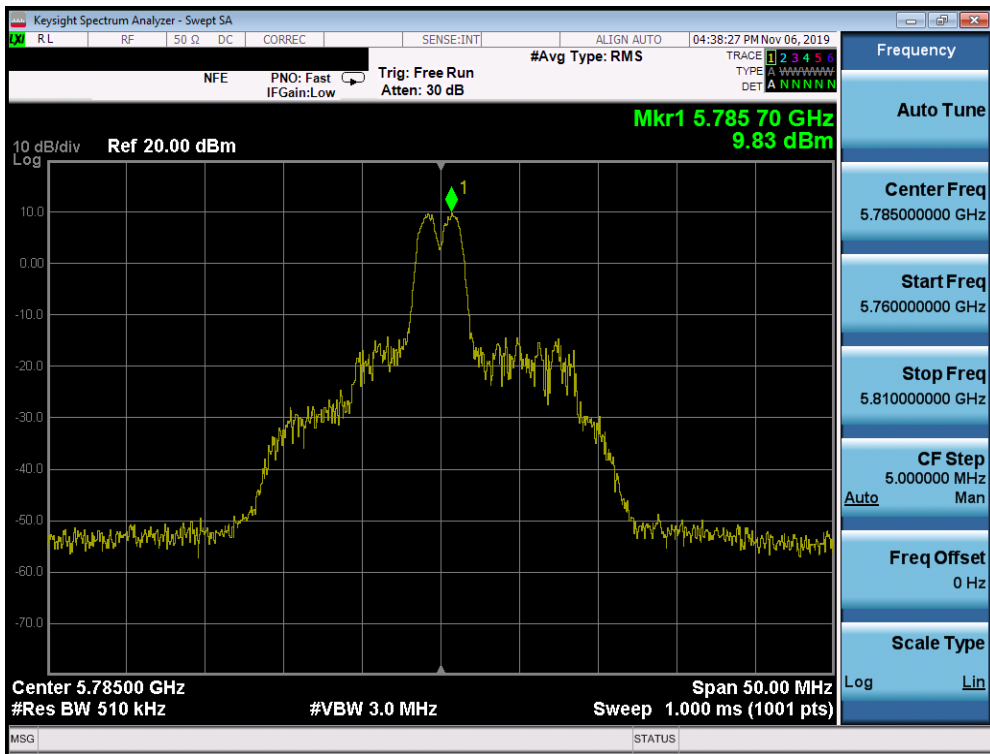 Keysight Spectrum Analyzer - Swept SA
LXI RL RF 50 Ω DC CORREC SENSE:INT ALIGN AUTO 04:38:27 PM Nov 06, 2019
NFE PNO: Fast IFGain:Low Trig: Free Run Atten: 30 dB #Avg Type: RMS
TRACE 1 2 3 4 5 6
TYPE A WWWWW
DET A N N N N N
Mkr1 5.785 70 GHz
9.83 dBm
10 dB/div Ref 20.00 dBm
Log
1
10.0
0.00
-10.0
-20.0
-30.0
-40.0
-50.0
-60.0
-70.0
Center 5.78500 GHz Span 50.00 MHz
#Res BW 510 kHz #VBW 3.0 MHz Sweep 1.000 ms (1001 pts)
MSG STATUS
Frequency
Auto Tune
Center Freq
5.785000000 GHz
Start Freq
5.760000000 GHz
Stop Freq
5.810000000 GHz
CF Step
5.000000 MHz
Auto Man
Freq Offset
0 Hz
Scale Type
Log Lin